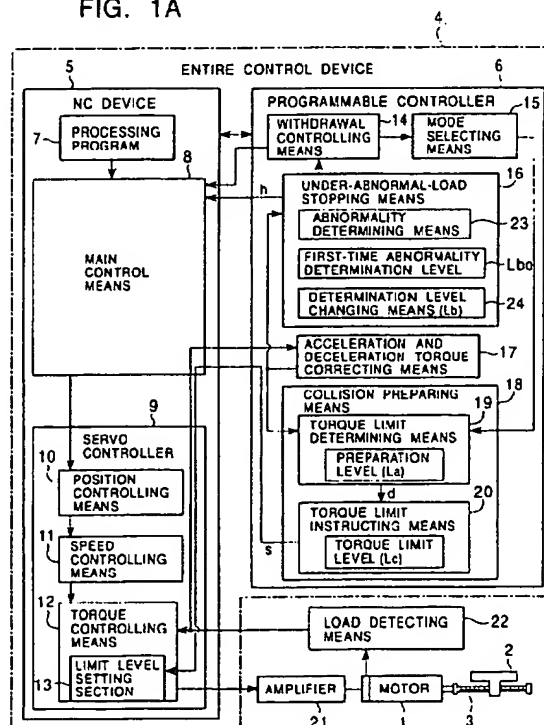 FIG. 1A
4
ENTIRE CONTROL DEVICE
5
NC DEVICE
7
PROCESSING
PROGRAM
8
MAIN
CONTROL
MEANS
9
SERVO
CONTROLLER
10
POSITION
CONTROLLING
MEANS
11
SPEED
CONTROLLING
MEANS
12
TORQUE
CONTROLLING
MEANS
13
LIMIT LEVEL
SETTING
SECTION
6
PROGRAMMABLE CONTROLLER
WITHDRAWAL
CONTROLLING
MEANS
14
MODE
SELECTING
MEANS
15
h
UNDER-ABNORMAL-LOAD
STOPPING MEANS
16
ABNORMALITY
DETERMINING MEANS
23
FIRST-TIME ABNORMALITY
DETERMINATION LEVEL
Lbo
DETERMINATION LEVEL
CHANGING MEANS (Lb)
24
ACCELERATION AND
DECELERATION TORQUE
CORRECTING MEANS
17
COLLISION PREPARING
MEANS
18
TORQUE LIMIT
DETERMINING MEANS
19
PREPARATION
LEVEL (La)
d
TORQUE LIMIT
INSTRUCTING MEANS
20
TORQUE LIMIT
LEVEL (Lc)
s
LOAD DETECTING
MEANS
22
AMPLIFIER
21
MOTOR
1
2
3